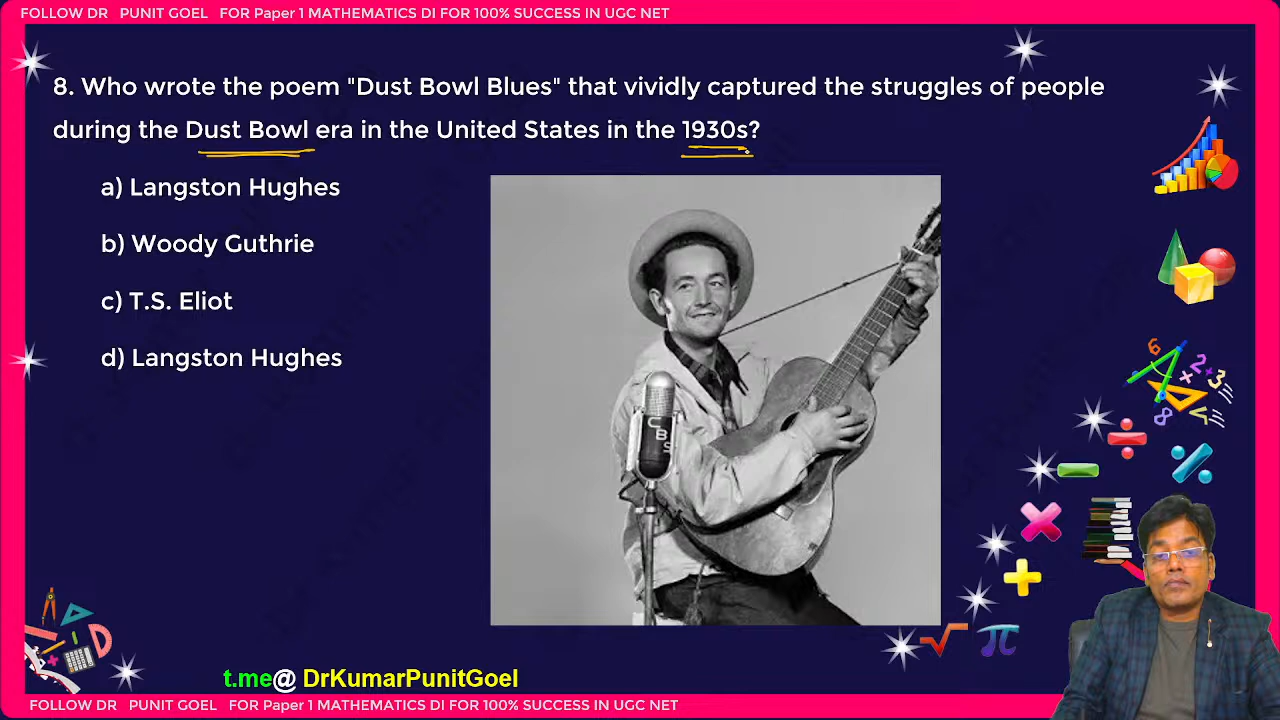 FOLLOW DR PUNIT GOEL FOR Paper 1 MATHEMATICS DI FOR 100% SUCCESS IN UGC NET
8. Who wrote the poem "Dust Bowl Blues" that vividly captured the struggles of people
during the Dust Bowl era in the United States in the 1930s?
a) Langston Hughes
b) Woody Guthrie
c) T.S. Eliot
d) Langston Hughes
CBS
t.me@ DrKumarPunitGoel
FOLLOW DR PUNIT GOEL FOR Paper 1 MATHEMATICS DI FOR 100% SUCCESS IN UGC NET